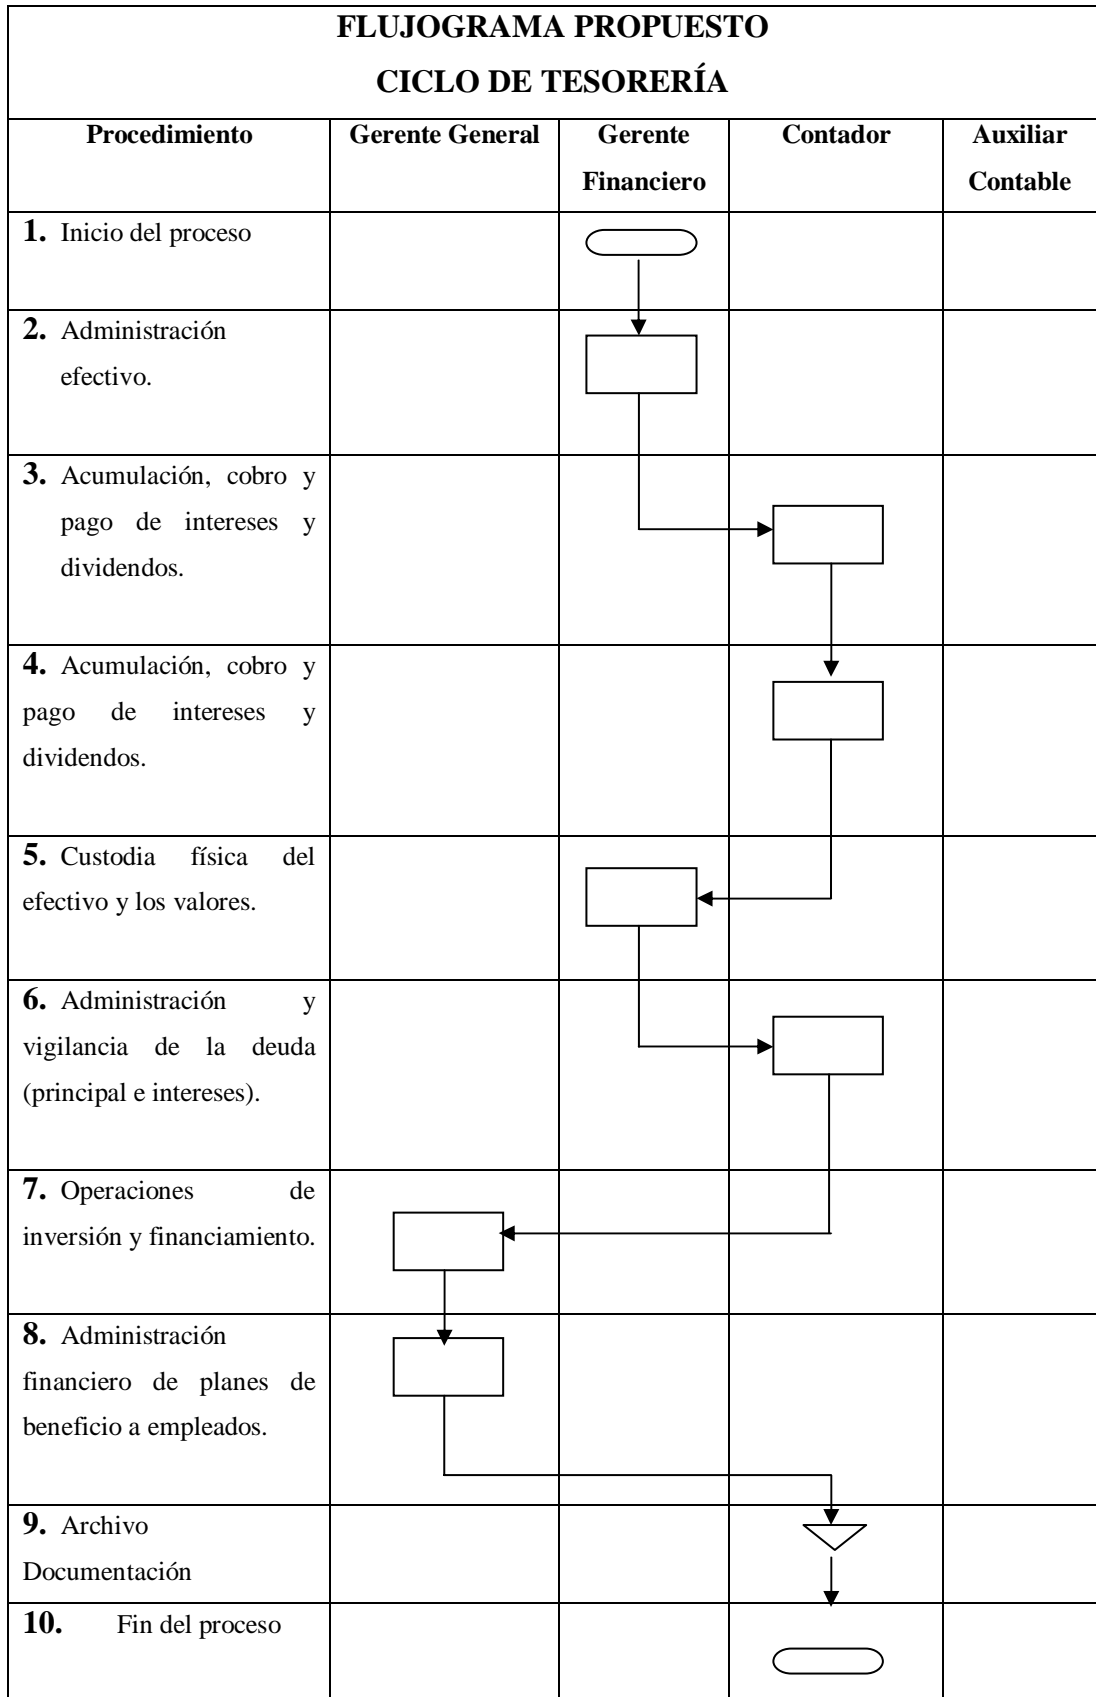 FLUJOGRAMA PROPUESTO
CICLO DE TESORERÍA
Procedimiento
Gerente General
Gerente
Financiero
Contador
Auxiliar
Contable
1. Inicio del proceso
2. Administración
efectivo.
3. Acumulación, cobro y
pago de intereses y
dividendos.
4. Acumulación, cobro y
pago de intereses y
dividendos.
5. Custodia física del
efectivo y los valores.
6. Administración y
vigilancia de la deuda
(principal e intereses).
7. Operaciones de
inversión y financiamiento.
8. Administración
financiero de planes de
beneficio a empleados.
9. Archivo
Documentación
10. Fin del proceso